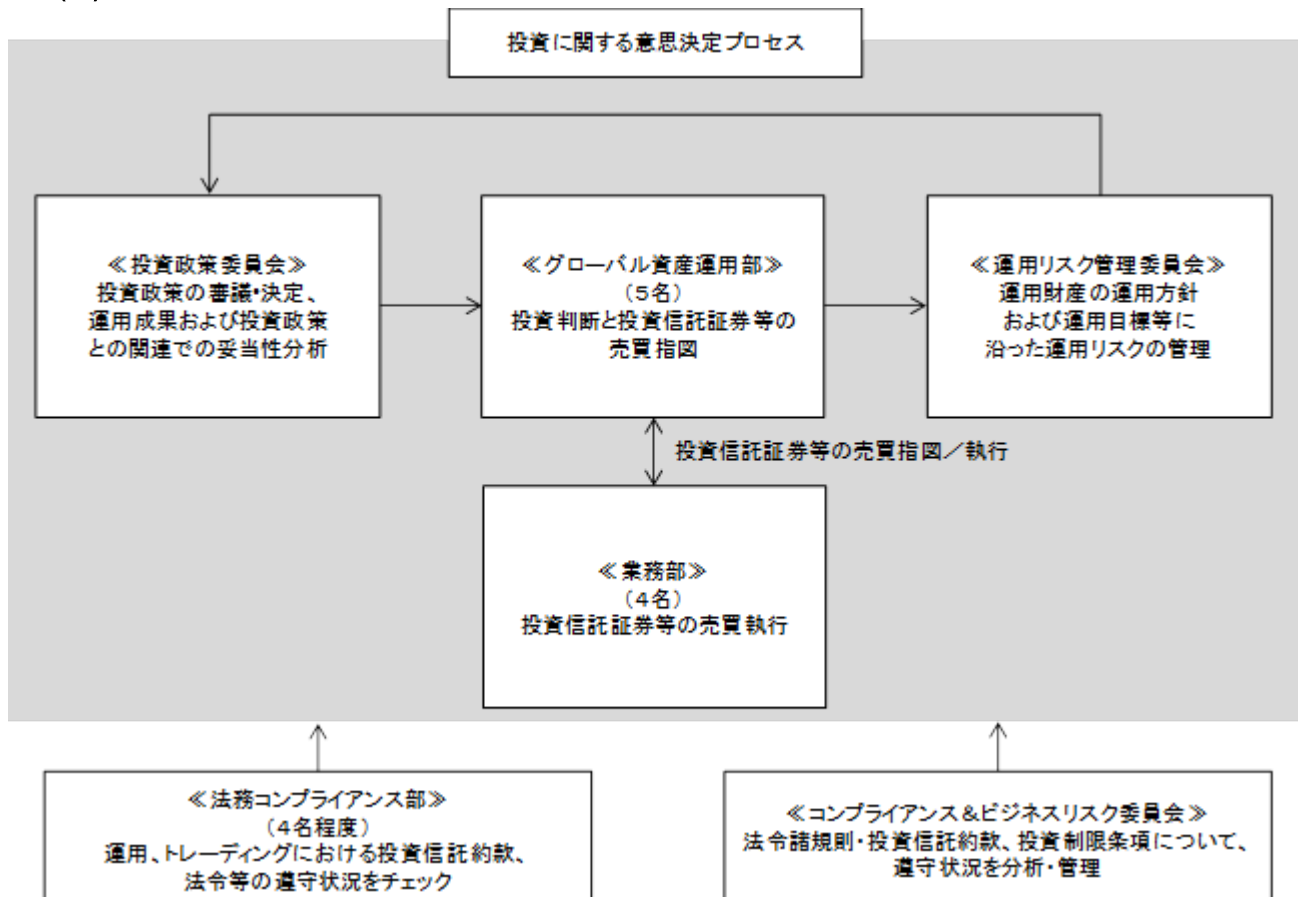 投資に関する意思決定プロセス
≪投資政策委員会≫
投資政策の審議・決定、
運用成果および投資政策
との関連での妥当性分析
≪グローバル資産運用部≫
(5名)
投資判断と投資信託証券等の
売買指図
≪運用リスク管理委員会≫
運用財産の運用方針
および運用目標等に
沿った運用リスクの管理
投資信託証券等の売買指図／執行
≪業務部≫
(4名)
投資信託証券等の売買執行
≪法務コンプライアンス部≫
(4名程度)
運用、トレーディングにおける投資信託約款、
法令等の遵守状況をチェック
≪コンプライアンス＆ビジネスリスク委員会≫
法令諸規則・投資信託約款、投資制限条項について、
遵守状況を分析・管理